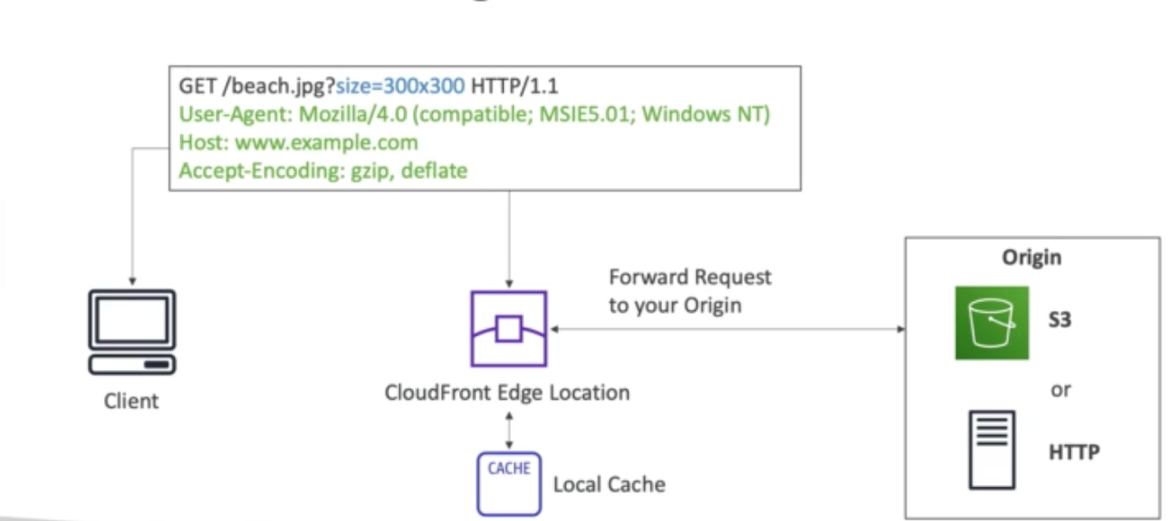 GET /beach.jpg?size=300x300 HTTP/1.1
User-Agent: Mozilla/4.0 (compatible; MSIE5.01; Windows NT)
Host: www.example.com
Accept-Encoding: gzip, deflate
Origin
Forward Request
to your Origin
S3
or
HTTP
Client
CloudFront Edge Location
CACHE
Local Cache